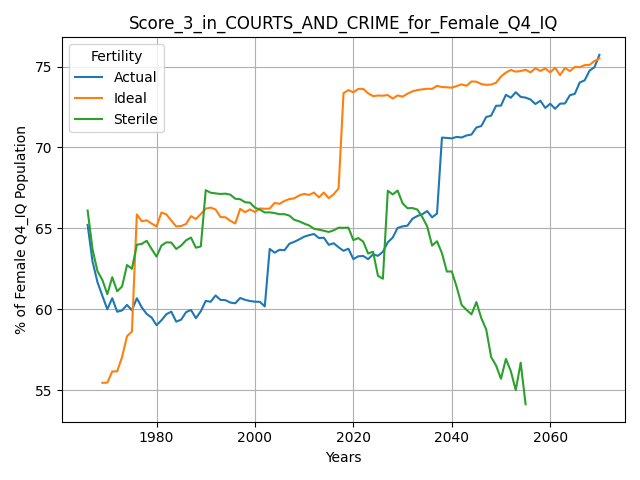 Score_3_in_COURTS_AND_CRIME_for_Female_Q4_IQ
Fertility
Actual
Ideal
Sterile
% of Female Q4_IQ Population
75
70
65
60
55
1980
2000
2020
2040
2060
Years